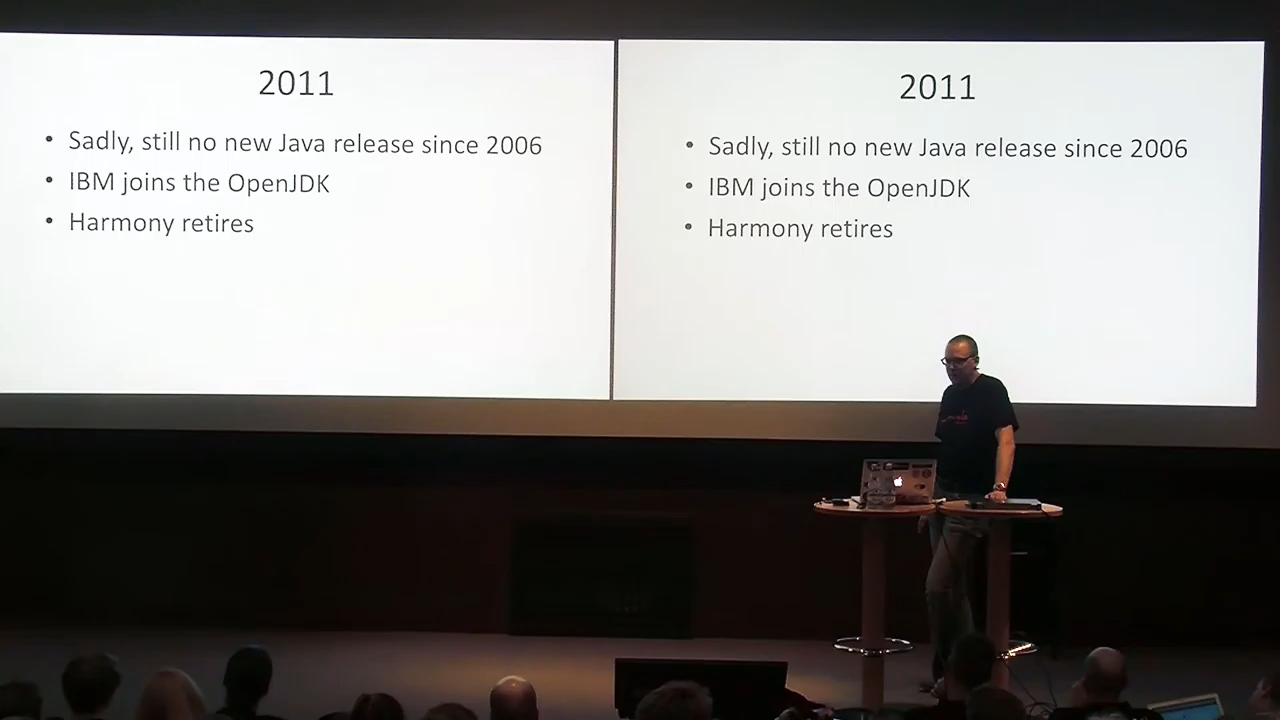 2011
• Sadly, still no new Java release since 2006
• IBM joins the OpenJDK
• Harmony retires
2011
• Sadly, still no new Java release since 2006
• IBM joins the OpenJDK
• Harmony retires